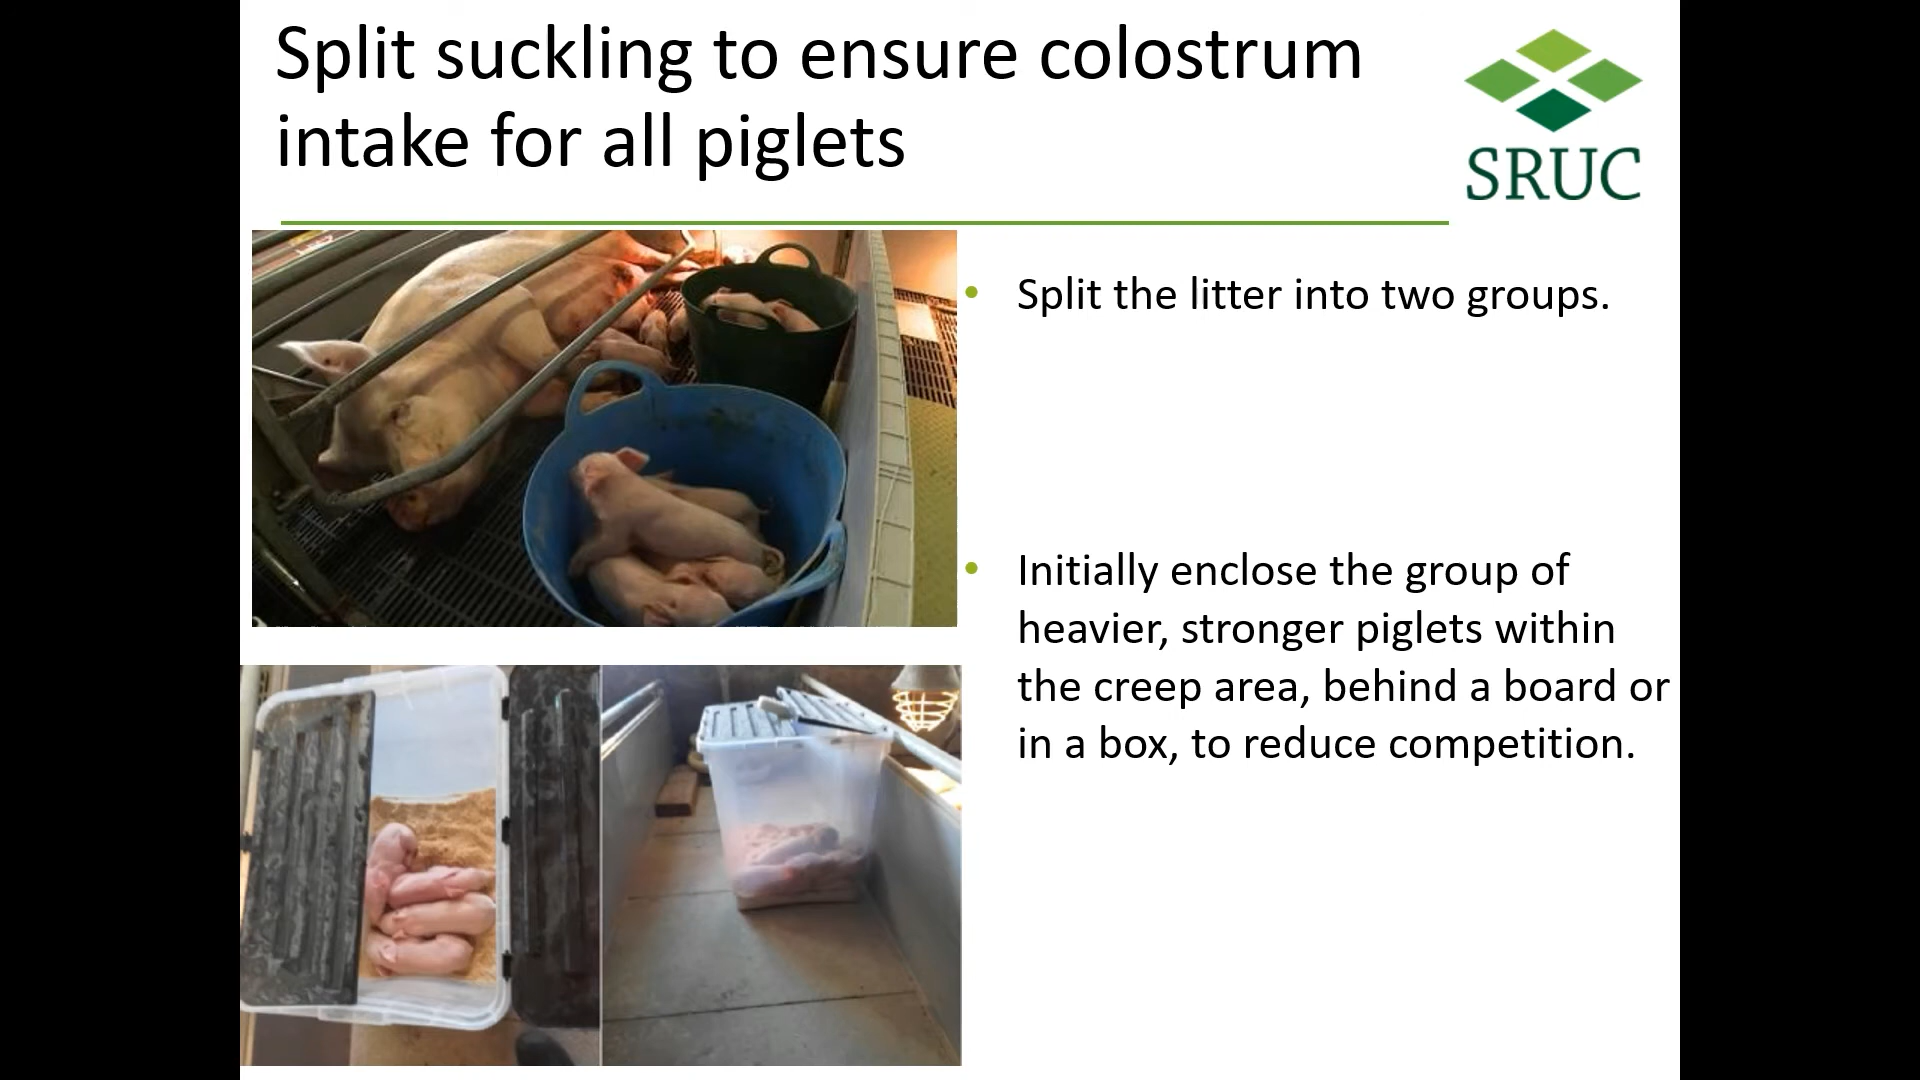 Split suckling to ensure colostrum
intake for all piglets
SRUC
• Split the litter into two groups.
• Initially enclose the group of
heavier, stronger piglets within
the creep area, behind a board or
in a box, to reduce competition.